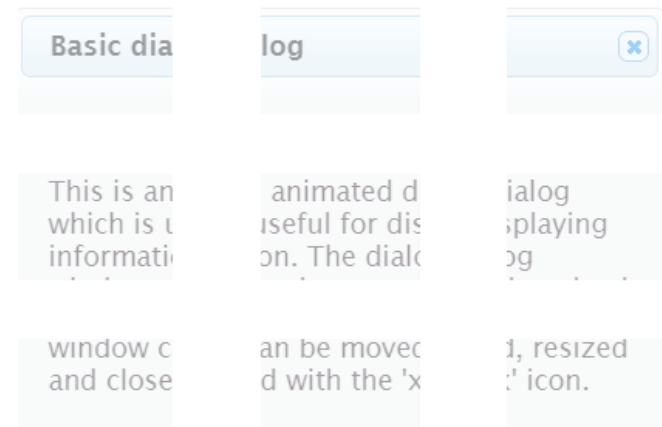 Basic dialog
This is an animated dialog
which is useful for displaying
information. The dialog
window can be moved, resized
and closed with the 'x' icon.